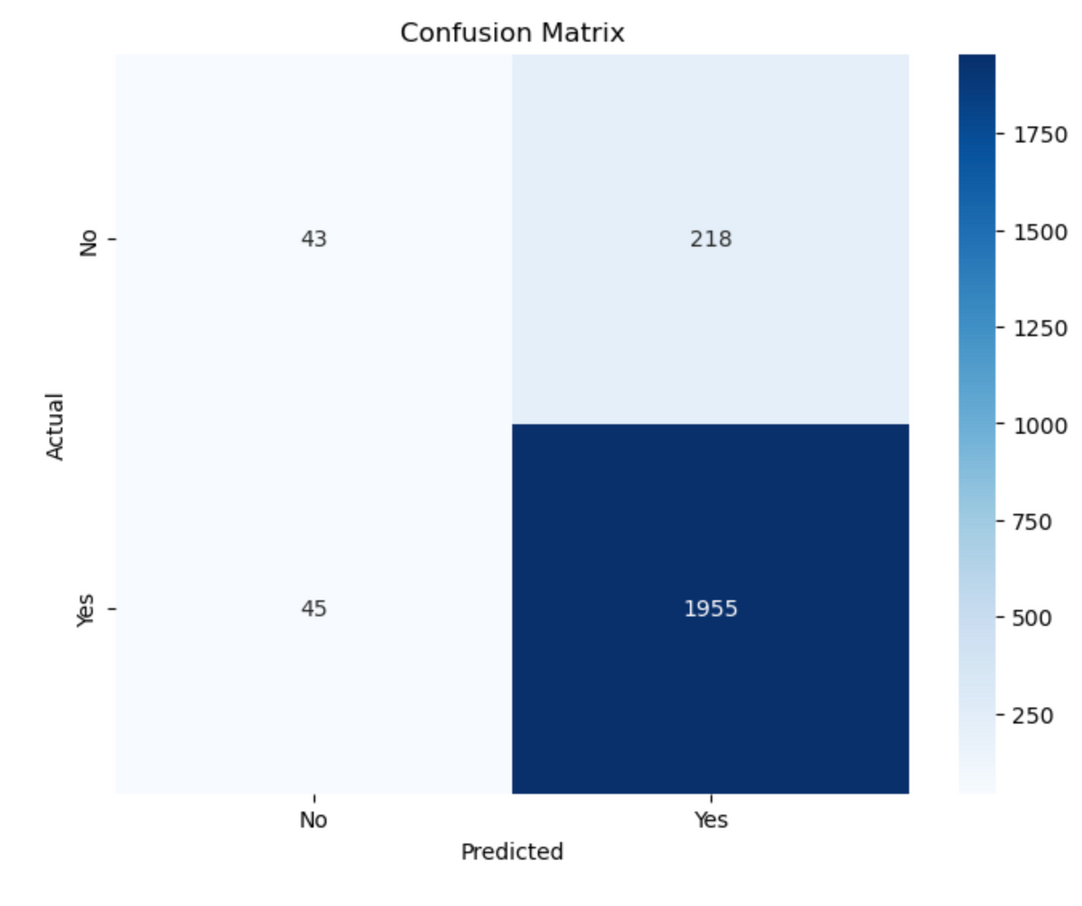 Confusion Matrix
No
43
218
1750
1500
1250
1000
750
500
250
Actual
Yes
45
1955
No
Yes
Predicted